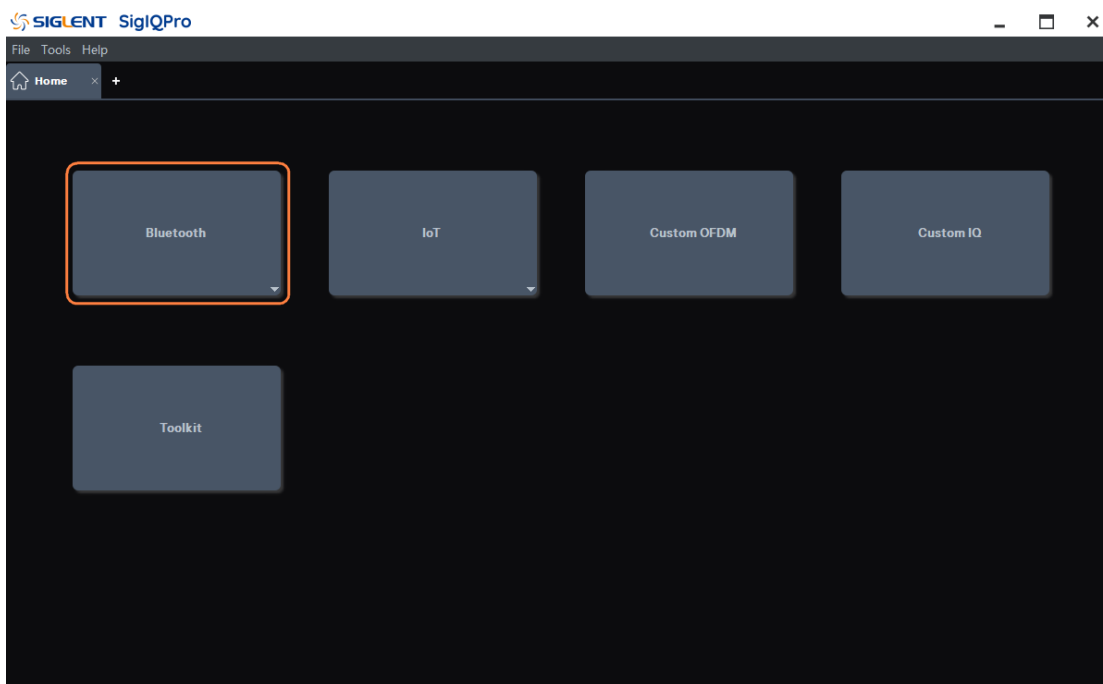 SIGLENT SigIQPro
File Tools Help
Home
Bluetooth
IoT
Custom OFDM
Custom IQ
Toolkit